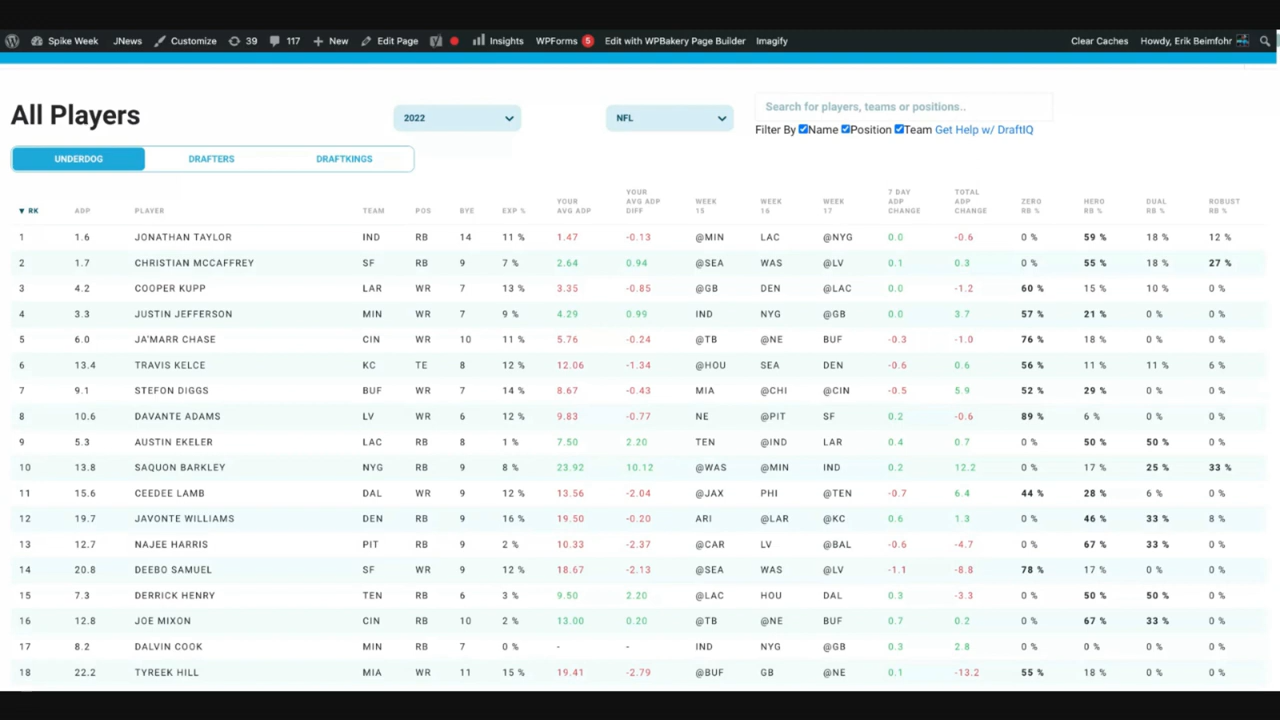 Spike Week JNews Customize 39 117 New Edit Page Insights WPForms 5 Edit with WPBakery Page Builder Imagify Clear Caches Howdy, Erik Beimfohr
All Players 2022 NFL Search for players, teams or positions..
Filter By Name Position Team Get Help w/ DraftIQ
UNDERDOG DRAFTERS DRAFTKINGS
▼ RK ADP PLAYER TEAM POS BYE EXP % YOUR AVG ADP YOUR AVG ADP DIFF WEEK 15 WEEK 16 WEEK 17 7 DAY ADP CHANGE TOTAL ADP CHANGE ZERO RB % HERO RB % DUAL RB % ROBUST RB %
1 1.6 JONATHAN TAYLOR IND RB 14 11 % 1.47 -0.13 @MIN LAC @NYG 0.0 -0.6 0 % 59 % 18 % 12 %
2 1.7 CHRISTIAN MCCAFFREY SF RB 9 7 % 2.64 0.94 @SEA WAS @LV 0.1 0.3 0 % 55 % 18 % 27 %
3 4.2 COOPER KUPP LAR WR 7 13 % 3.35 -0.85 @GB DEN @LAC 0.0 -1.2 60 % 15 % 10 % 0 %
4 3.3 JUSTIN JEFFERSON MIN WR 7 9 % 4.29 0.99 IND NYG @GB 0.0 3.7 57 % 21 % 0 % 0 %
5 6.0 JA'MARR CHASE CIN WR 10 11 % 5.76 -0.24 @TB @NE BUF -0.3 -1.0 76 % 18 % 0 % 0 %
6 13.4 TRAVIS KELCE KC TE 8 12 % 12.06 -1.34 @HOU SEA DEN -0.6 0.6 56 % 11 % 11 % 6 %
7 9.1 STEFON DIGGS BUF WR 7 14 % 8.67 -0.43 MIA @CHI @CIN -0.5 5.9 52 % 29 % 0 % 0 %
8 10.6 DAVANTE ADAMS LV WR 6 12 % 9.83 -0.77 NE @PIT SF 0.2 -0.6 89 % 6 % 0 % 0 %
9 5.3 AUSTIN EKELER LAC RB 8 1 % 7.50 2.20 TEN @IND LAR 0.4 0.7 0 % 50 % 50 % 0 %
10 13.8 SAQUON BARKLEY NYG RB 9 8 % 23.92 10.12 @WAS @MIN IND 0.2 12.2 0 % 17 % 25 % 33 %
11 15.6 CEEDEE LAMB DAL WR 9 12 % 13.56 -2.04 @JAX PHI @TEN -0.7 6.4 44 % 28 % 6 % 0 %
12 19.7 JAVONTE WILLIAMS DEN RB 9 16 % 19.50 -0.20 ARI @LAR @KC 0.6 1.3 0 % 46 % 33 % 8 %
13 12.7 NAJEE HARRIS PIT RB 9 2 % 10.33 -2.37 @CAR LV @BAL -0.6 -4.7 0 % 67 % 33 % 0 %
14 20.8 DEEBO SAMUEL SF WR 9 12 % 18.67 -2.13 @SEA WAS @LV -1.1 -8.8 78 % 17 % 0 % 0 %
15 7.3 DERRICK HENRY TEN RB 6 3 % 9.50 2.20 @LAC HOU DAL 0.3 -3.3 0 % 50 % 50 % 0 %
16 12.8 JOE MIXON CIN RB 10 2 % 13.00 0.20 @TB @NE BUF 0.7 0.2 0 % 67 % 33 % 0 %
17 8.2 DALVIN COOK MIN RB 7 0 % - - IND NYG @GB 0.3 2.8 0 % 0 % 0 % 0 %
18 22.2 TYREEK HILL MIA WR 11 15 % 19.41 -2.79 @BUF GB @NE 0.1 -13.2 55 % 18 % 0 % 0 %